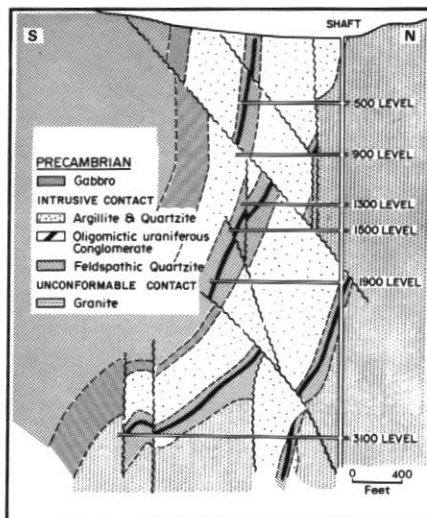 SHAFT
S
N
500 LEVEL
900 LEVEL
1300 LEVEL
1500 LEVEL
1900 LEVEL
3100 LEVEL
PRECAMBRIAN
Gabbro
INTRUSIVE CONTACT
Argillite & Quartzite
Oligomictic uraniferous
Conglomerate
Feldspathic Quartzite
UNCONFORMABLE CONTACT
Granite
0 400
Feet